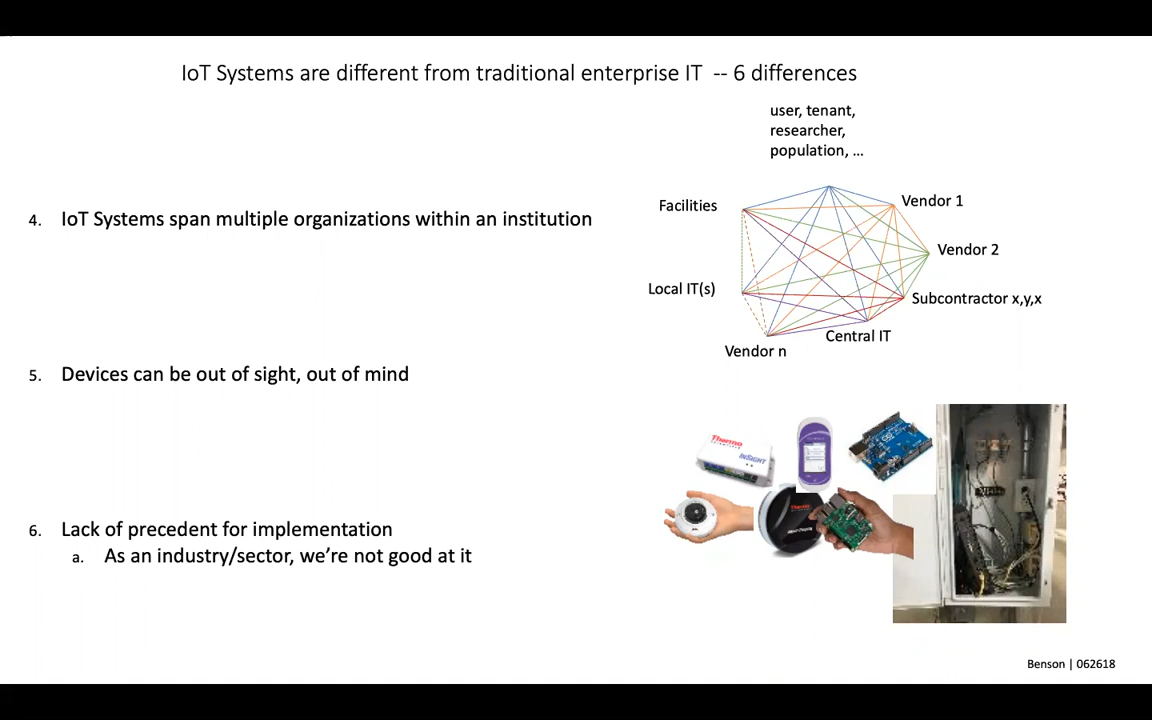 IoT Systems are different from traditional enterprise IT -- 6 differences
user, tenant,
researcher,
population, ...
4. IoT Systems span multiple organizations within an institution
Facilities
Vendor 1
Vendor 2
Local IT(s)
Subcontractor x,y,x
Central IT
Vendor n
5. Devices can be out of sight, out of mind
Thermo
InSight
Thermo
6. Lack of precedent for implementation
a. As an industry/sector, we’re not good at it
Benson | 062618